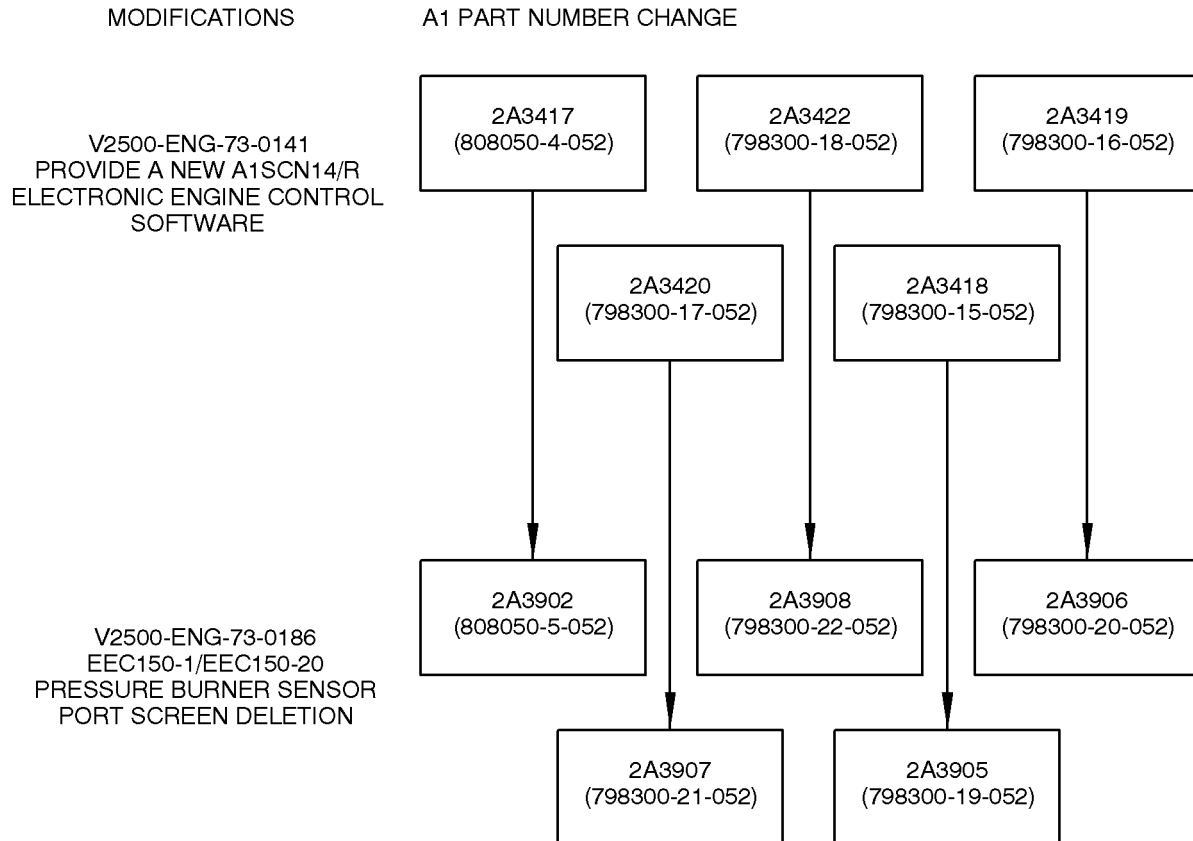 MODIFICATIONS
A1 PART NUMBER CHANGE
V2500-ENG-73-0141
PROVIDE A NEW A1SCN14/R
ELECTRONIC ENGINE CONTROL
SOFTWARE
2A3417
(808050-4-052)
2A3422
(798300-18-052)
2A3419
(798300-16-052)
2A3420
(798300-17-052)
2A3418
(798300-15-052)
V2500-ENG-73-0186
EEC150-1/EEC150-20
PRESSURE BURNER SENSOR
PORT SCREEN DELETION
2A3902
(808050-5-052)
2A3908
(798300-22-052)
2A3906
(798300-20-052)
2A3907
(798300-21-052)
2A3905
(798300-19-052)